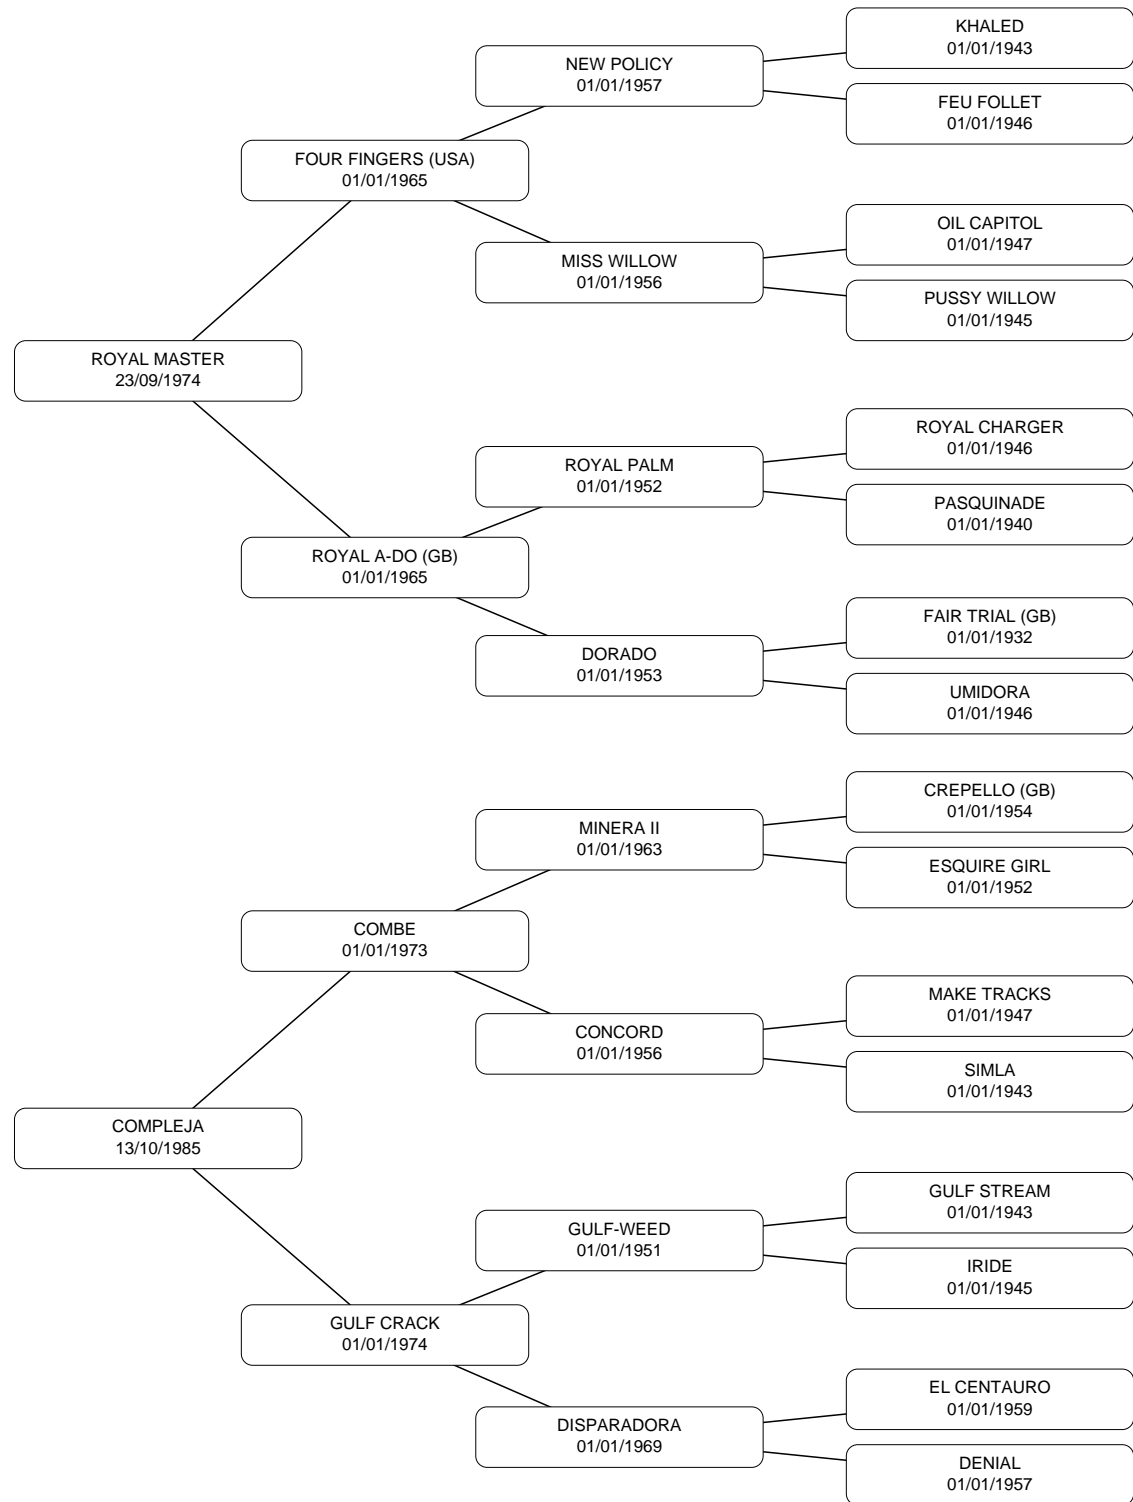 KHALED
01/01/1943
NEW POLICY
01/01/1957
FEU FOLLET
01/01/1946
FOUR FINGERS (USA)
01/01/1965
OIL CAPITOL
01/01/1947
MISS WILLOW
01/01/1956
PUSSY WILLOW
01/01/1945
ROYAL MASTER
23/09/1974
ROYAL CHARGER
01/01/1946
ROYAL PALM
01/01/1952
PASQUINADE
01/01/1940
ROYAL A-DO (GB)
01/01/1965
FAIR TRIAL (GB)
01/01/1932
DORADO
01/01/1953
UMIDORA
01/01/1946
CREPELLO (GB)
01/01/1954
MINERA II
01/01/1963
ESQUIRE GIRL
01/01/1952
COMBE
01/01/1973
MAKE TRACKS
01/01/1947
CONCORD
01/01/1956
SIMLA
01/01/1943
COMPLEJA
13/10/1985
GULF STREAM
01/01/1943
GULF-WEED
01/01/1951
IRIDE
01/01/1945
GULF CRACK
01/01/1974
EL CENTAURO
01/01/1959
DISPARADORA
01/01/1969
DENIAL
01/01/1957